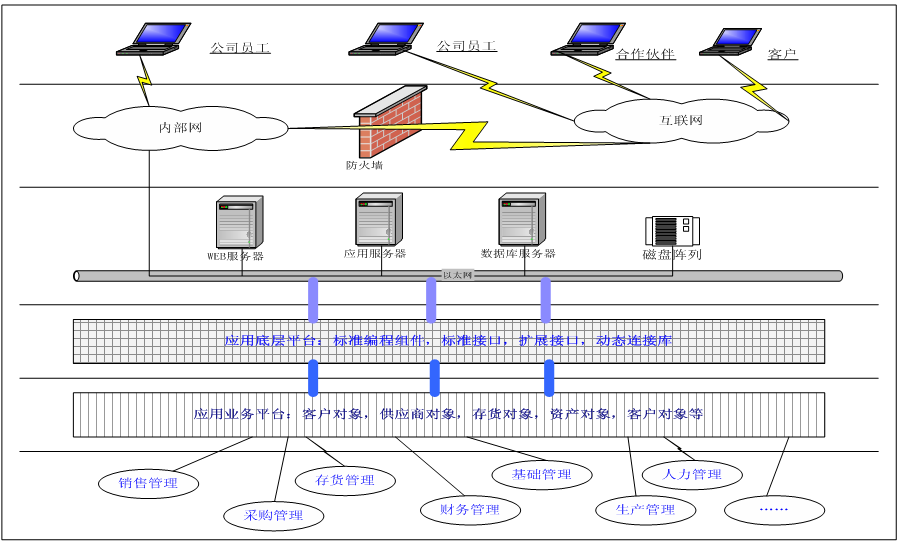 公司员工
公司员工
合作伙伴
客户
内部网
互联网
防火墙
WEB服务器
应用服务器
数据库服务器
磁盘阵列
以太网
应用底层平台：标准编程组件，标准接口，扩展接口，动态连接库
应用业务平台：客户对象，供应商对象，存货对象，资产对象，客户对象等
销售管理
存货管理
基础管理
人力管理
采购管理
财务管理
生产管理
……